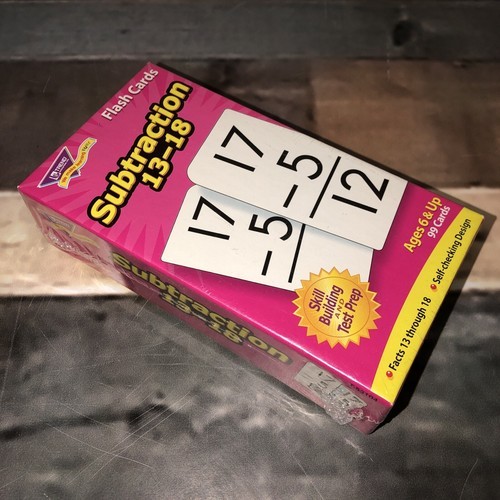 Flash Cards
TREND
Subtraction
13–18
17
–5
12
17
–5
Ages 6 & Up
99 Cards
Skill
Building
AND
Test Prep
Facts 13 through 18
Self-checking Design
Subtraction
13–18